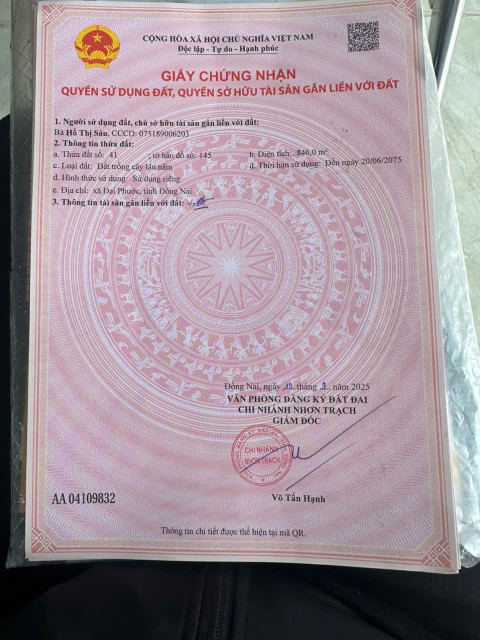 CỘNG HÒA XÃ HỘI CHỦ NGHĨA VIỆT NAM
Độc lập - Tự do - Hạnh phúc
GIẤY CHỨNG NHẬN
QUYỀN SỬ DỤNG ĐẤT, QUYỀN SỞ HỮU TÀI SẢN GẮN LIỀN VỚI ĐẤT
1. Người sử dụng đất, chủ sở hữu tài sản gắn liền với đất:
Bà Hồ Thị Sáu, CCCD: 075189006203
2. Thông tin thửa đất:
a. Thửa đất số: 41 ; tờ bản đồ số: 145 b. Diện tích: 846,0 m²
c. Loại đất: Đất trồng cây lâu năm d. Thời hạn sử dụng: Đến ngày 20/06/2075
đ. Hình thức sử dụng: Sử dụng riêng
e. Địa chỉ: xã Đại Phước, tỉnh Đồng Nai
3. Thông tin tài sản gắn liền với đất: -/-
Đồng Nai, ngày tháng năm 2025
VĂN PHÒNG ĐĂNG KÝ ĐẤT ĐAI
CHI NHÁNH NHƠN TRẠCH
GIÁM ĐỐC
CHI NHÁNH
NHƠN TRẠCH
AA 04109832
Võ Tấn Hạnh
Thông tin chi tiết được thể hiện tại mã QR.